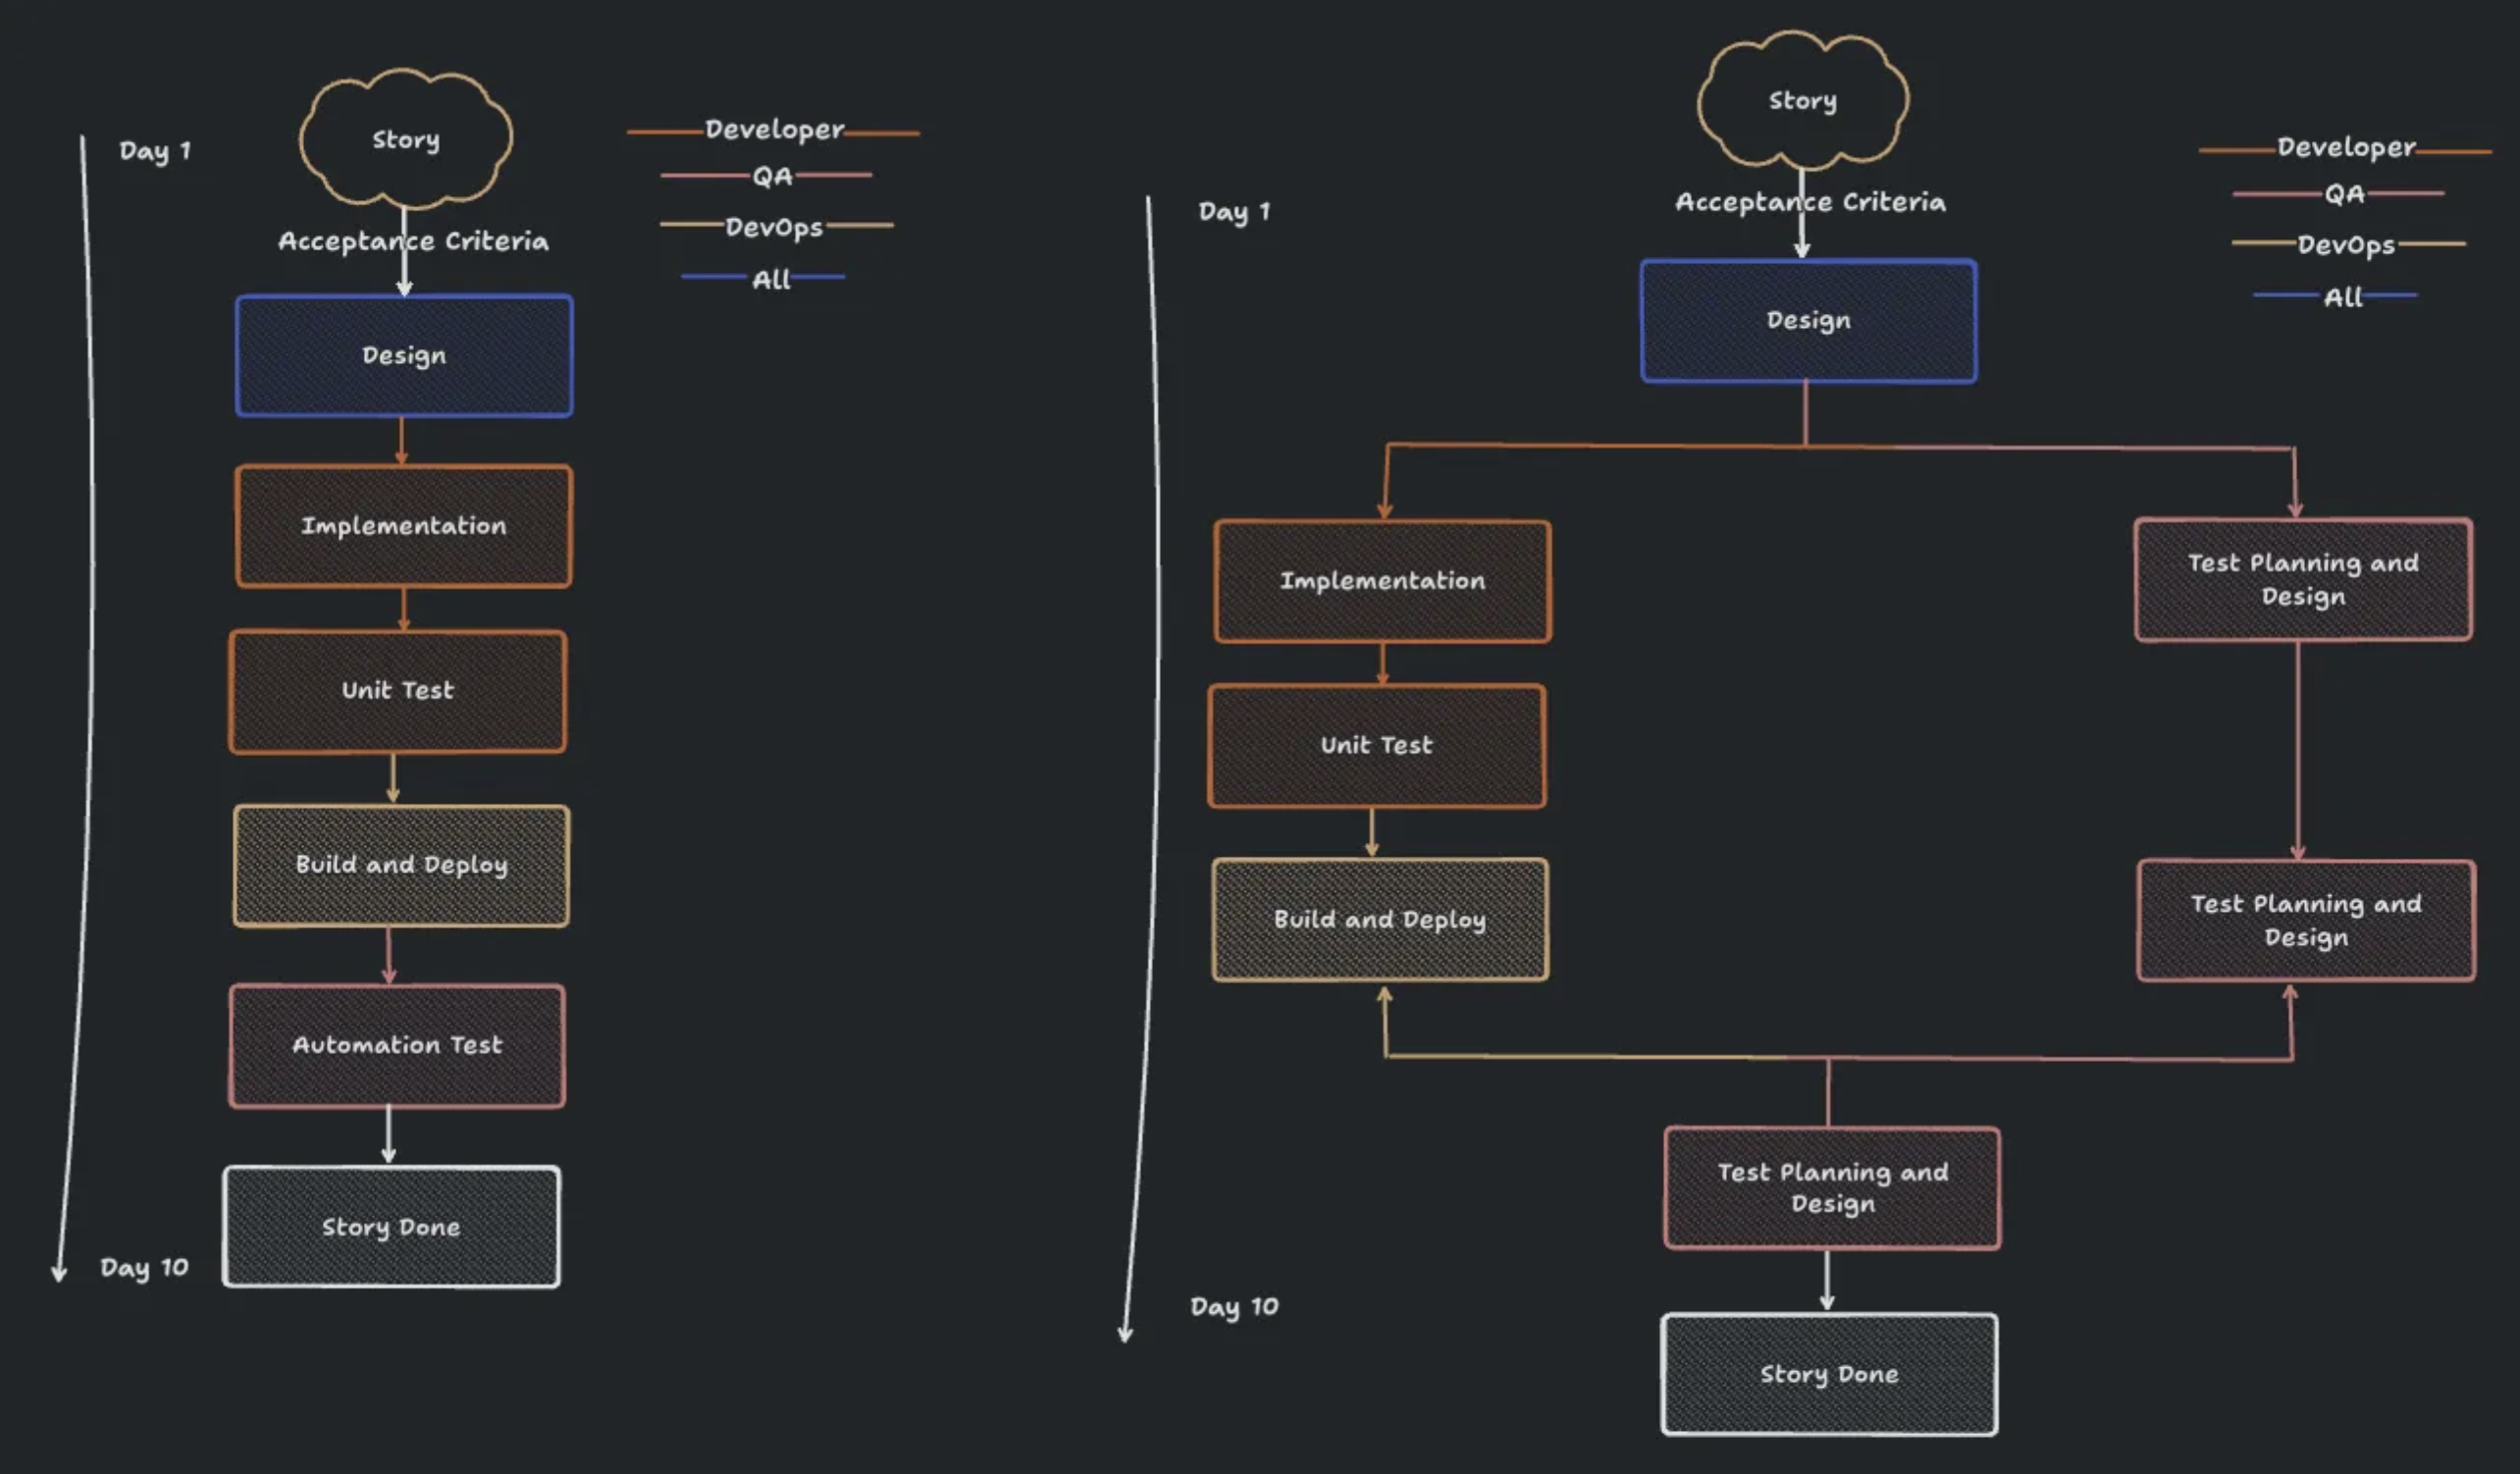 Day 1
Story
Acceptance Criteria
Developer
QA
DevOps
All
Design
Implementation
Unit Test
Build and Deploy
Automation Test
Story Done
Day 10
Day 1
Story
Acceptance Criteria
Developer
QA
DevOps
All
Design
Implementation
Unit Test
Build and Deploy
Test Planning and
Design
Test Planning and
Design
Test Planning and
Design
Story Done
Day 10